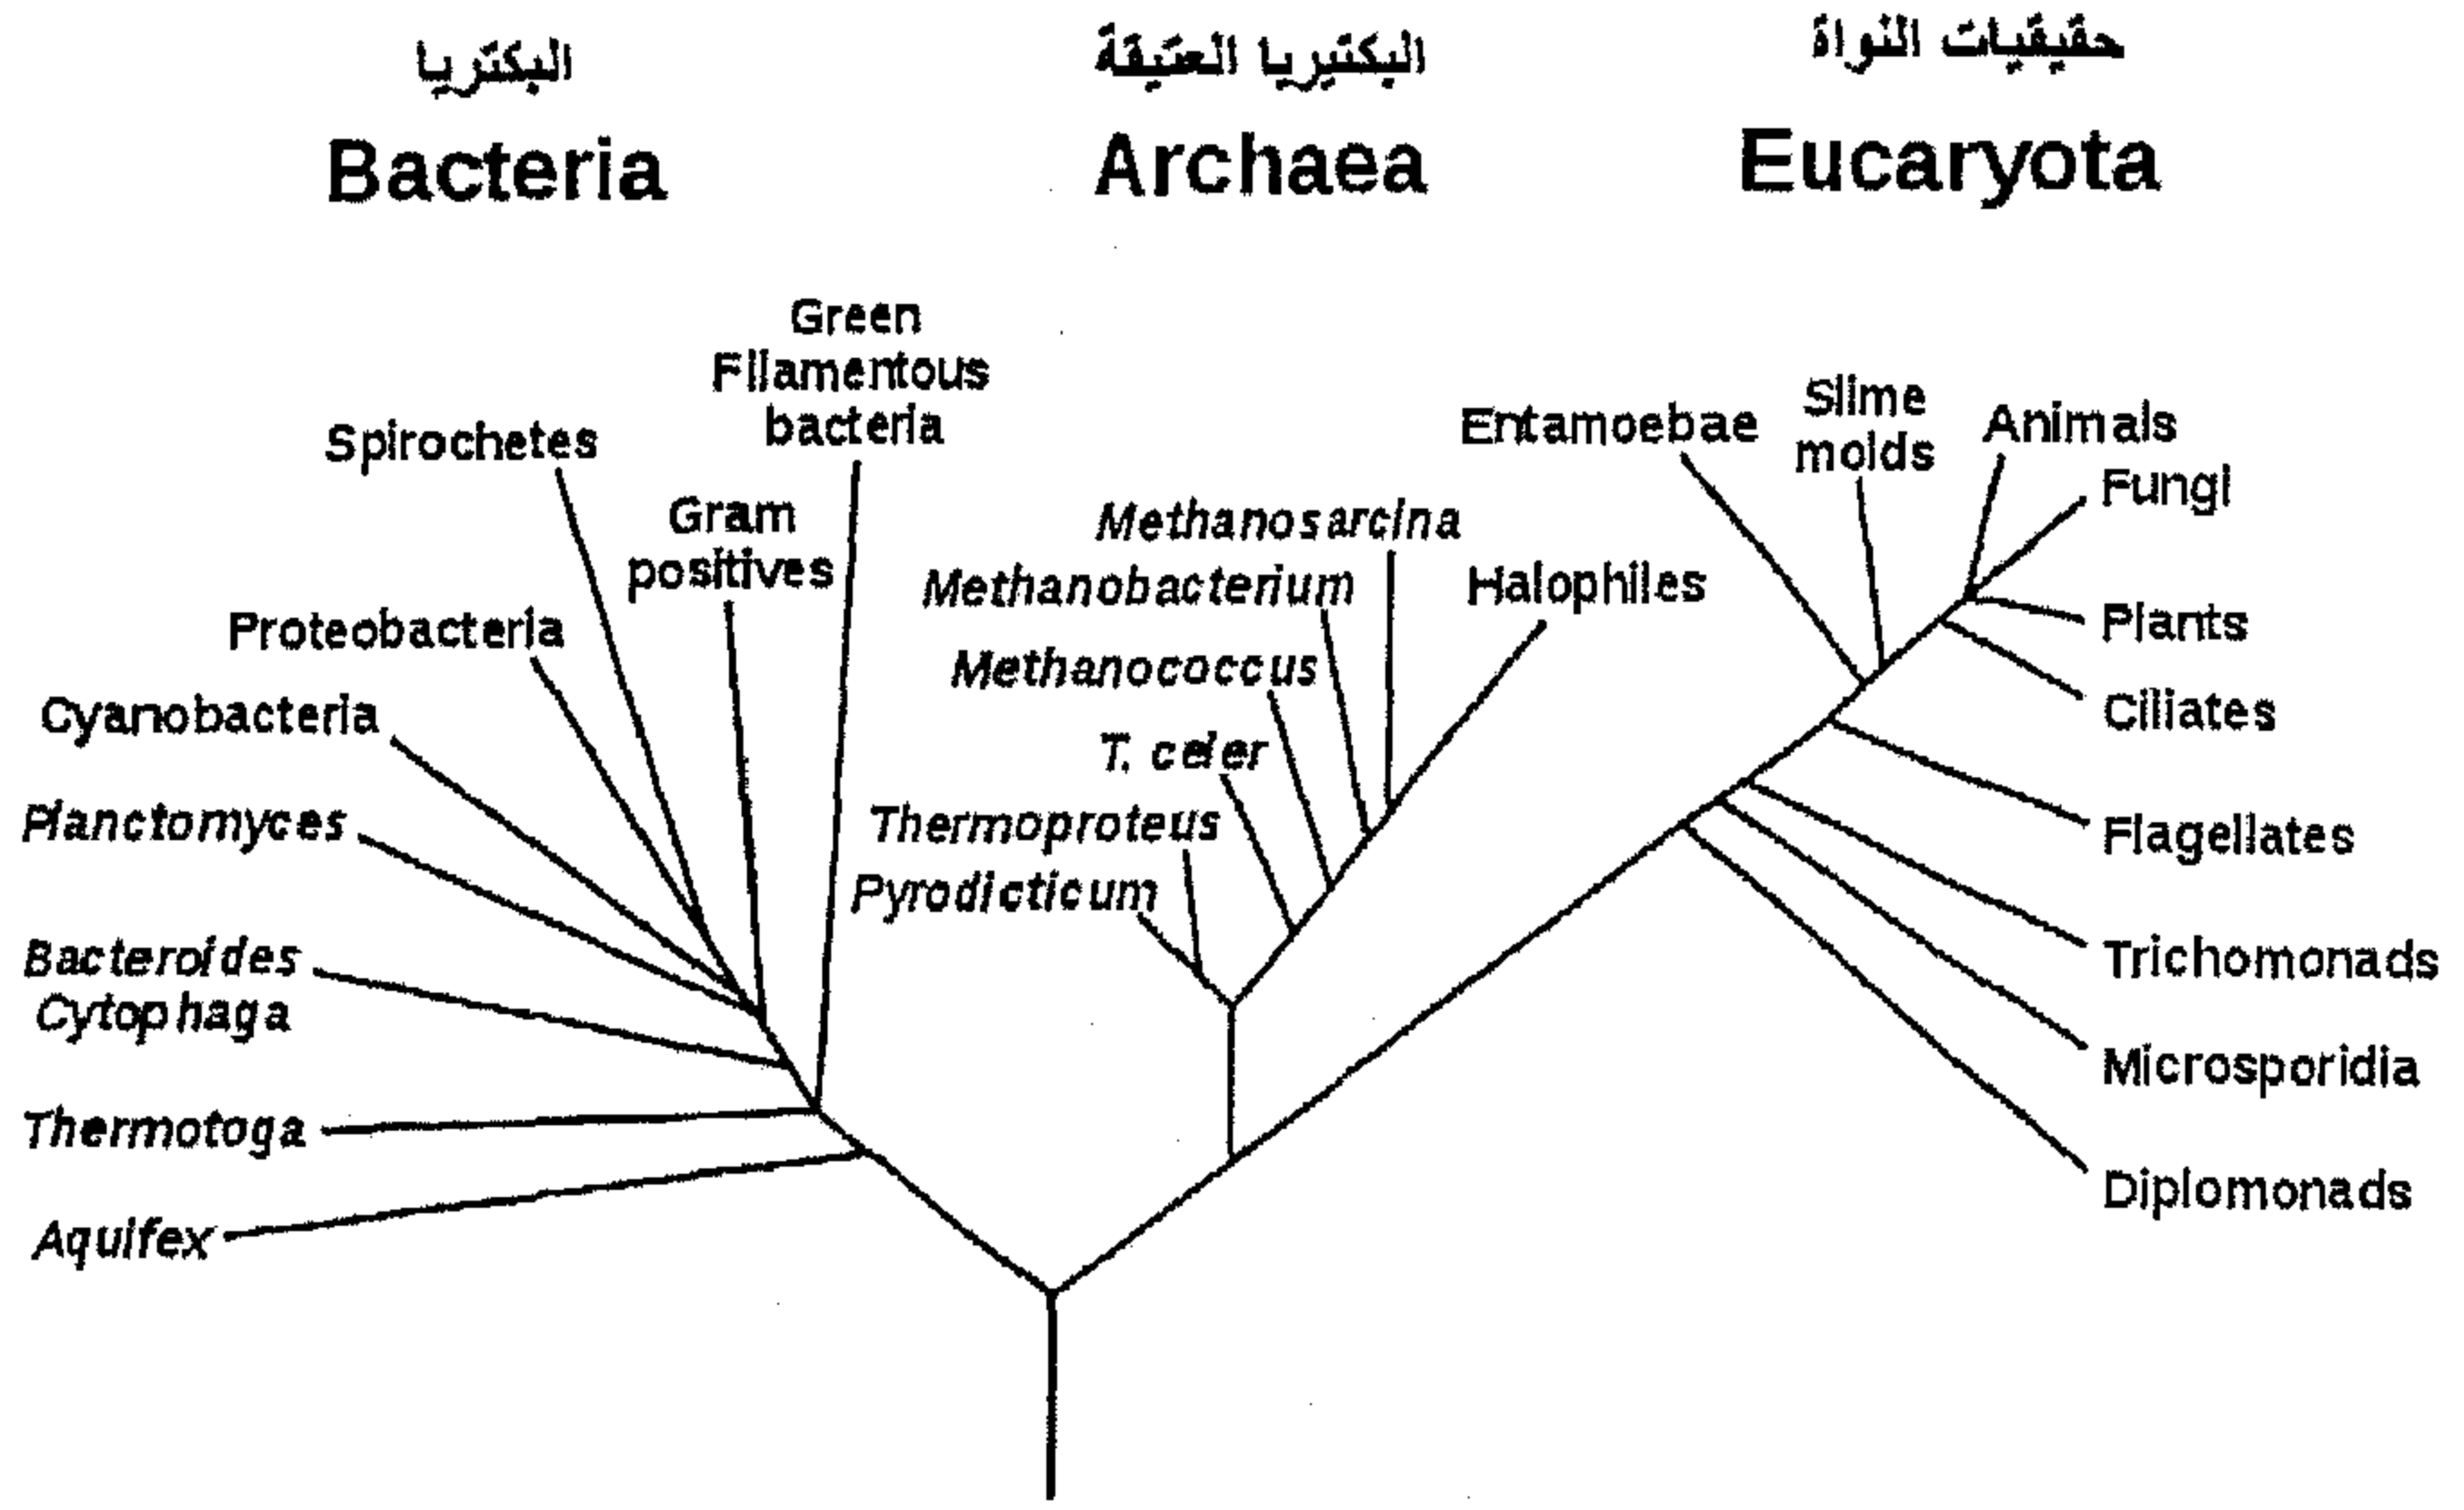 البكتريا
البكتيريا العتيقة
حقيقيات النواة
Bacteria
Archaea
Eucaryota
Green
Filamentous
bacteria
Spirochetes
Gram
positives
Proteobacteria
Cyanobacteria
Planctomyces
Bacteroides
Cytophaga
Thermotoga
Aquifex
Methanosarcina
Methanobacterium
Halophiles
Methanococcus
T. celer
Thermoproteus
Pyrodicticum
Entamoebae
Slime
molds
Animals
Fungi
Plants
Ciliates
Flagellates
Trichomonads
Microsporidia
Diplomonads